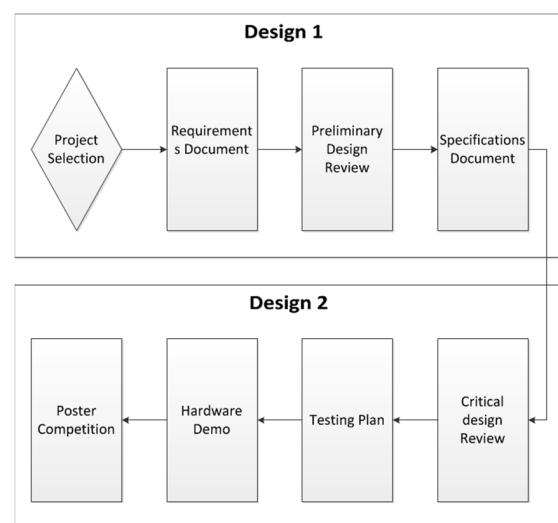 Design 1
Project
Selection
Requirement
s Document
Preliminary
Design
Review
Specifications
Document
Design 2
Poster
Competition
Hardware
Demo
Testing Plan
Critical
design
Review